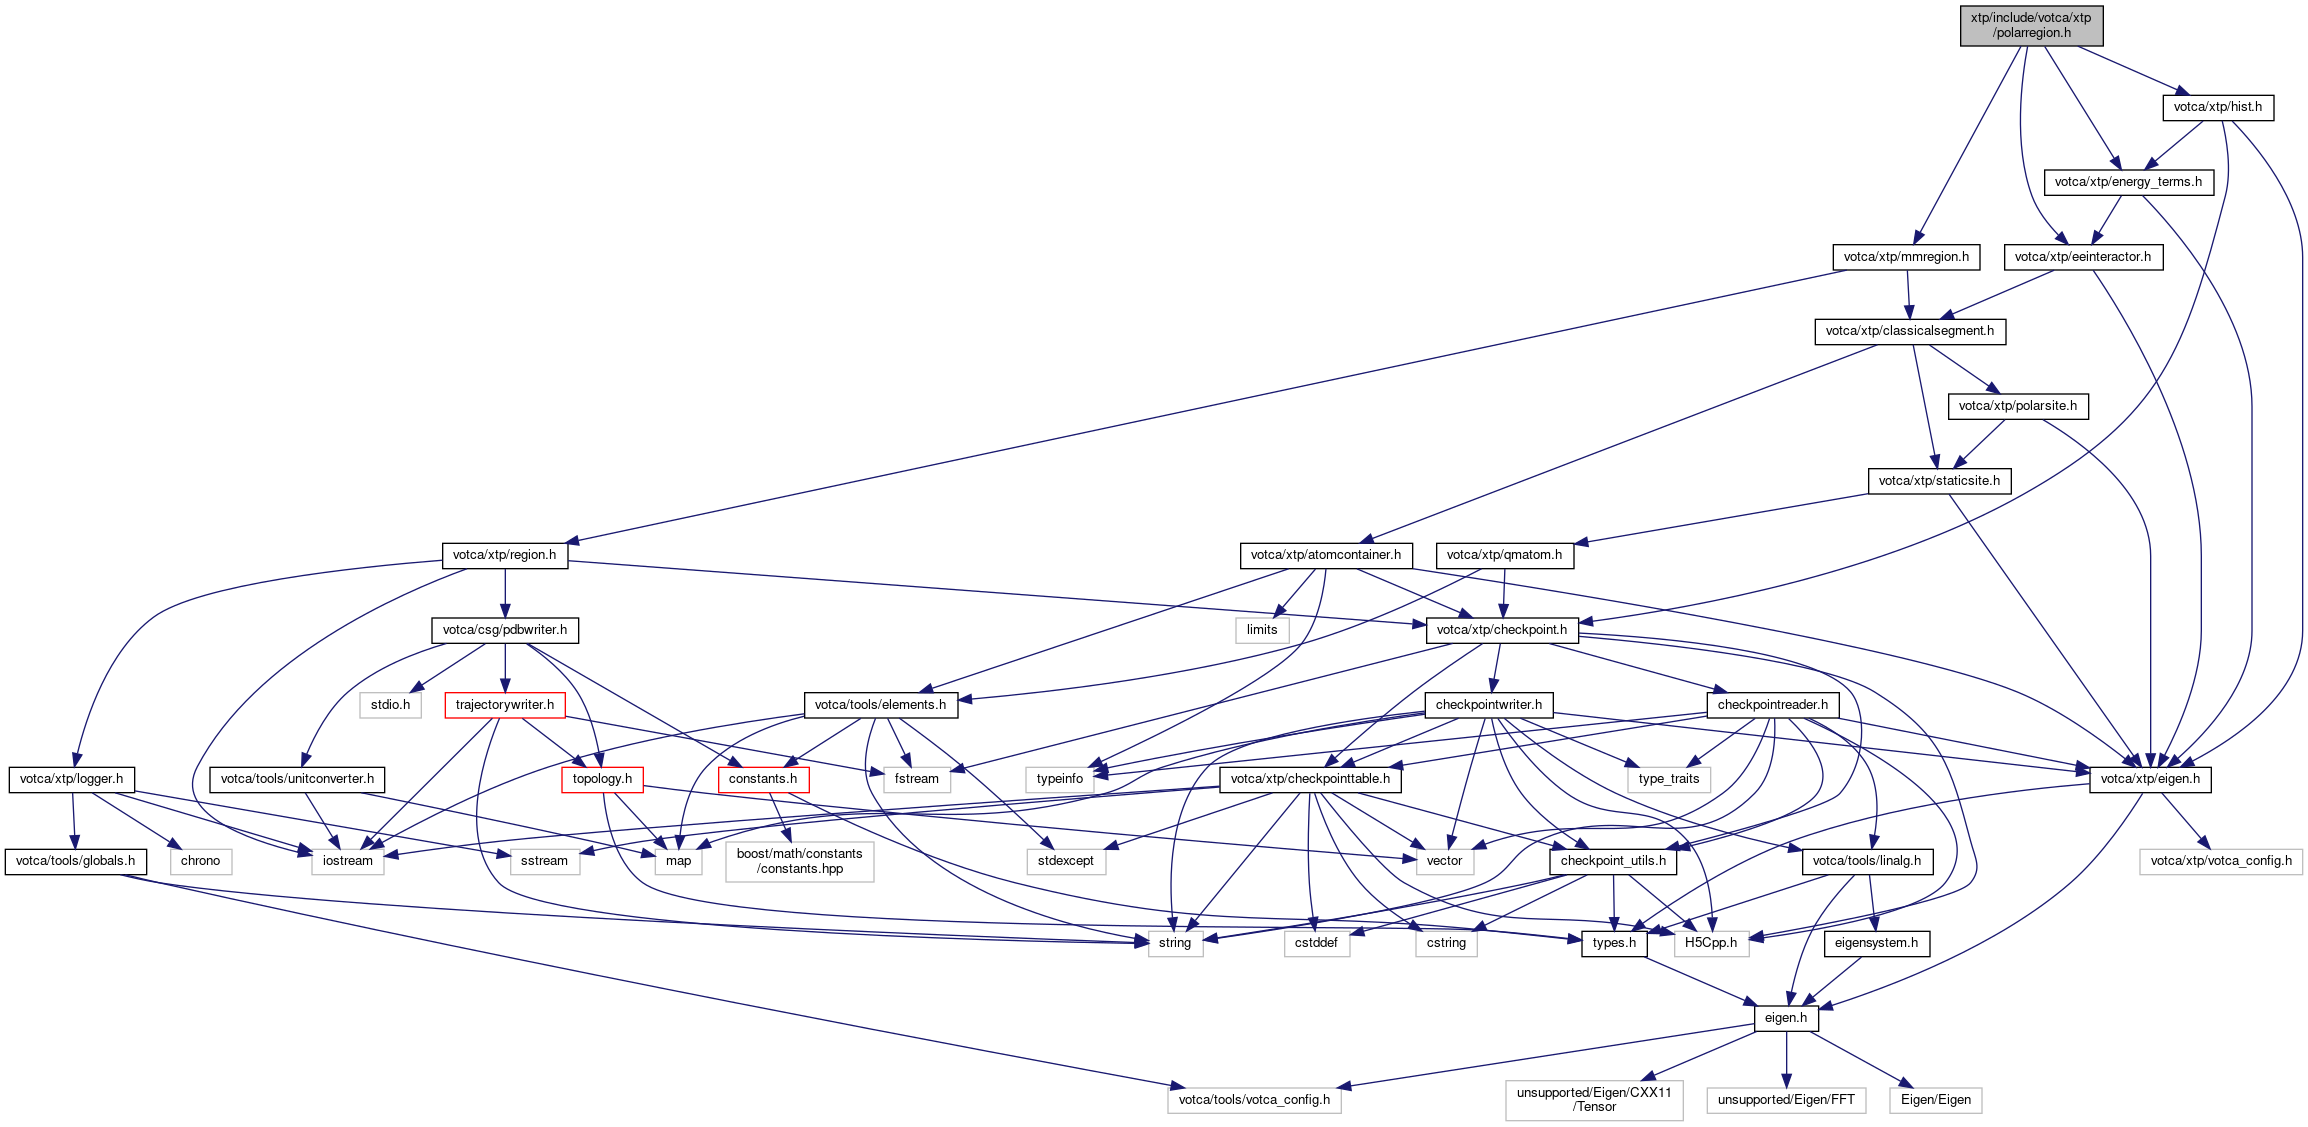 xtp/include/votca/xtp
/polarregion.h
votca/xtp/hist.h
votca/xtp/energy_terms.h
votca/xtp/mmregion.h
votca/xtp/eeinteractor.h
votca/xtp/classicalsegment.h
votca/xtp/polarsite.h
votca/xtp/staticsite.h
votca/xtp/region.h
votca/xtp/atomcontainer.h
votca/xtp/qmatom.h
votca/csg/pdbwriter.h
limits
votca/xtp/checkpoint.h
stdio.h
trajectorywriter.h
votca/tools/elements.h
checkpointwriter.h
checkpointreader.h
votca/xtp/logger.h
votca/tools/unitconverter.h
topology.h
constants.h
fstream
typeinfo
votca/xtp/checkpointtable.h
type_traits
votca/xtp/eigen.h
votca/tools/globals.h
chrono
iostream
sstream
map
boost/math/constants
/constants.hpp
stdexcept
vector
checkpoint_utils.h
votca/tools/linalg.h
votca/xtp/votca_config.h
string
cstddef
cstring
types.h
H5Cpp.h
eigensystem.h
eigen.h
votca/tools/votca_config.h
unsupported/Eigen/CXX11
/Tensor
unsupported/Eigen/FFT
Eigen/Eigen